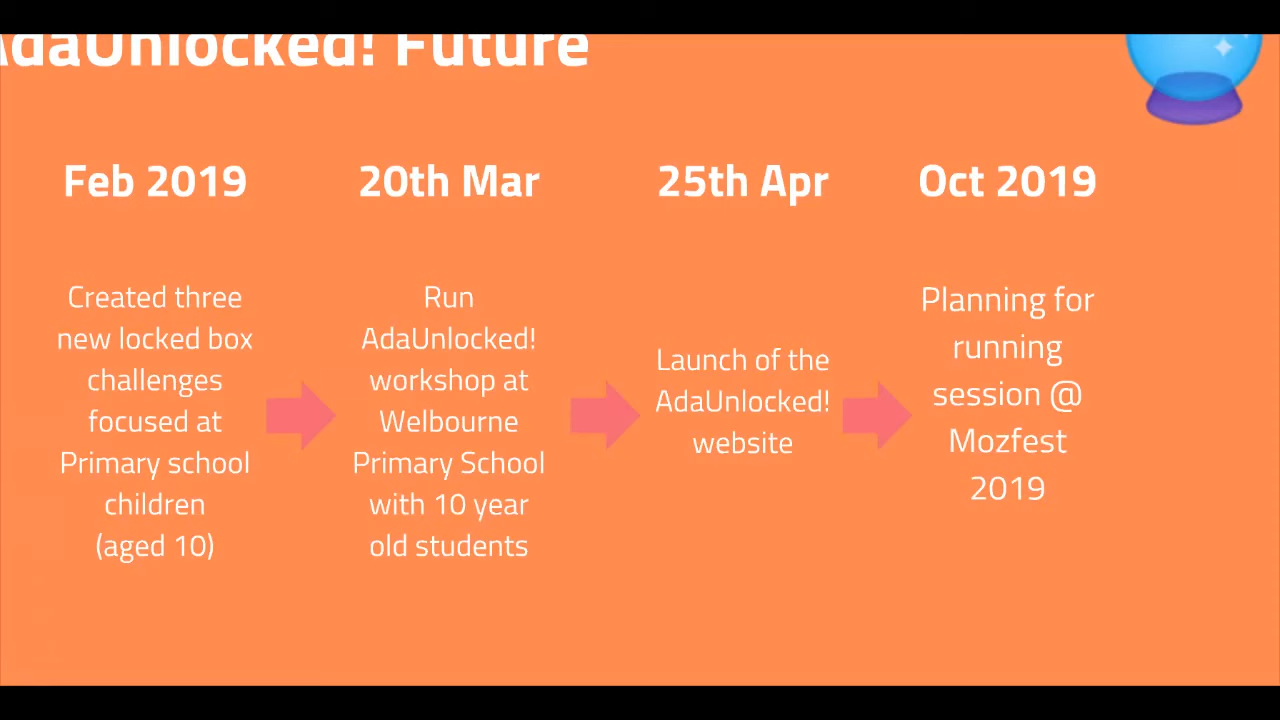 AdaUnlocked! Future
Feb 2019
20th Mar
25th Apr
Oct 2019
Created three
new locked box
challenges
focused at
Primary school
children
(aged 10)
Run
AdaUnlocked!
workshop at
Welbourne
Primary School
with 10 year
old students
Launch of the
AdaUnlocked!
website
Planning for
running
session @
Mozfest
2019